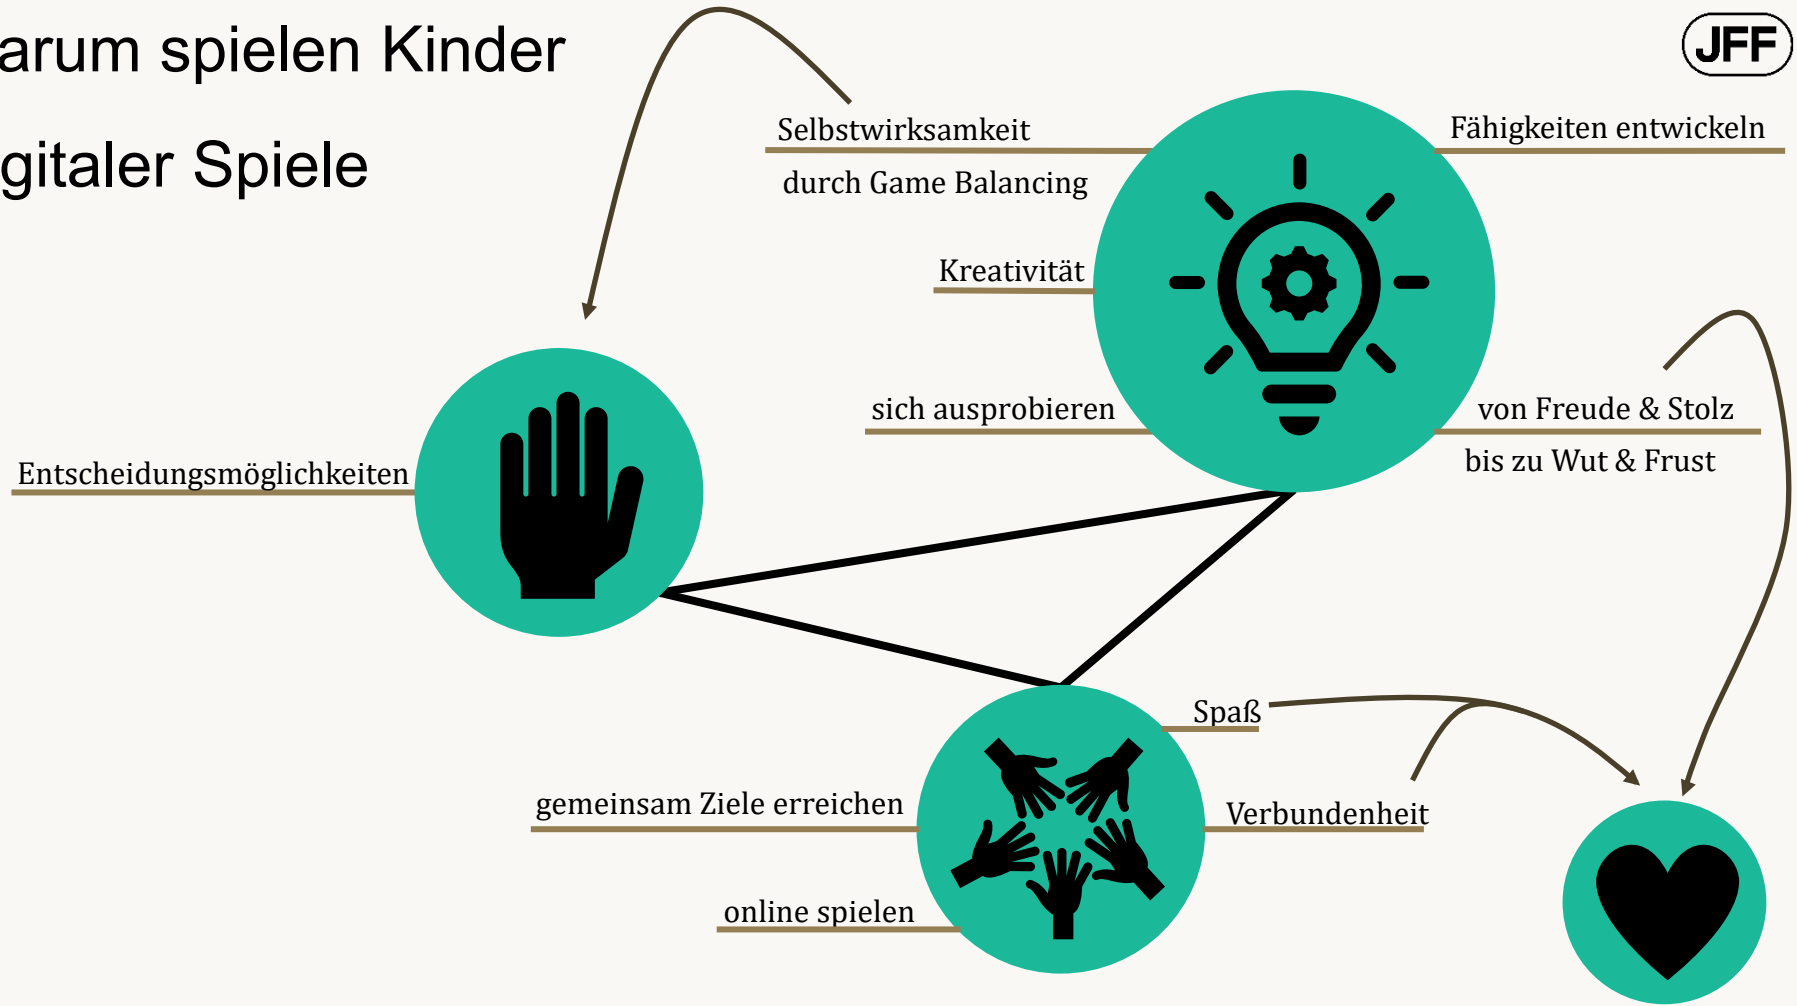 arum spielen Kinder
gitaler Spiele
JFF
Selbstwirksamkeit
durch Game Balancing
Fähigkeiten entwickeln
Kreativität
sich ausprobieren
von Freude & Stolz
bis zu Wut & Frust
Entscheidungsmöglichkeiten
Spaß
gemeinsam Ziele erreichen
Verbundenheit
online spielen